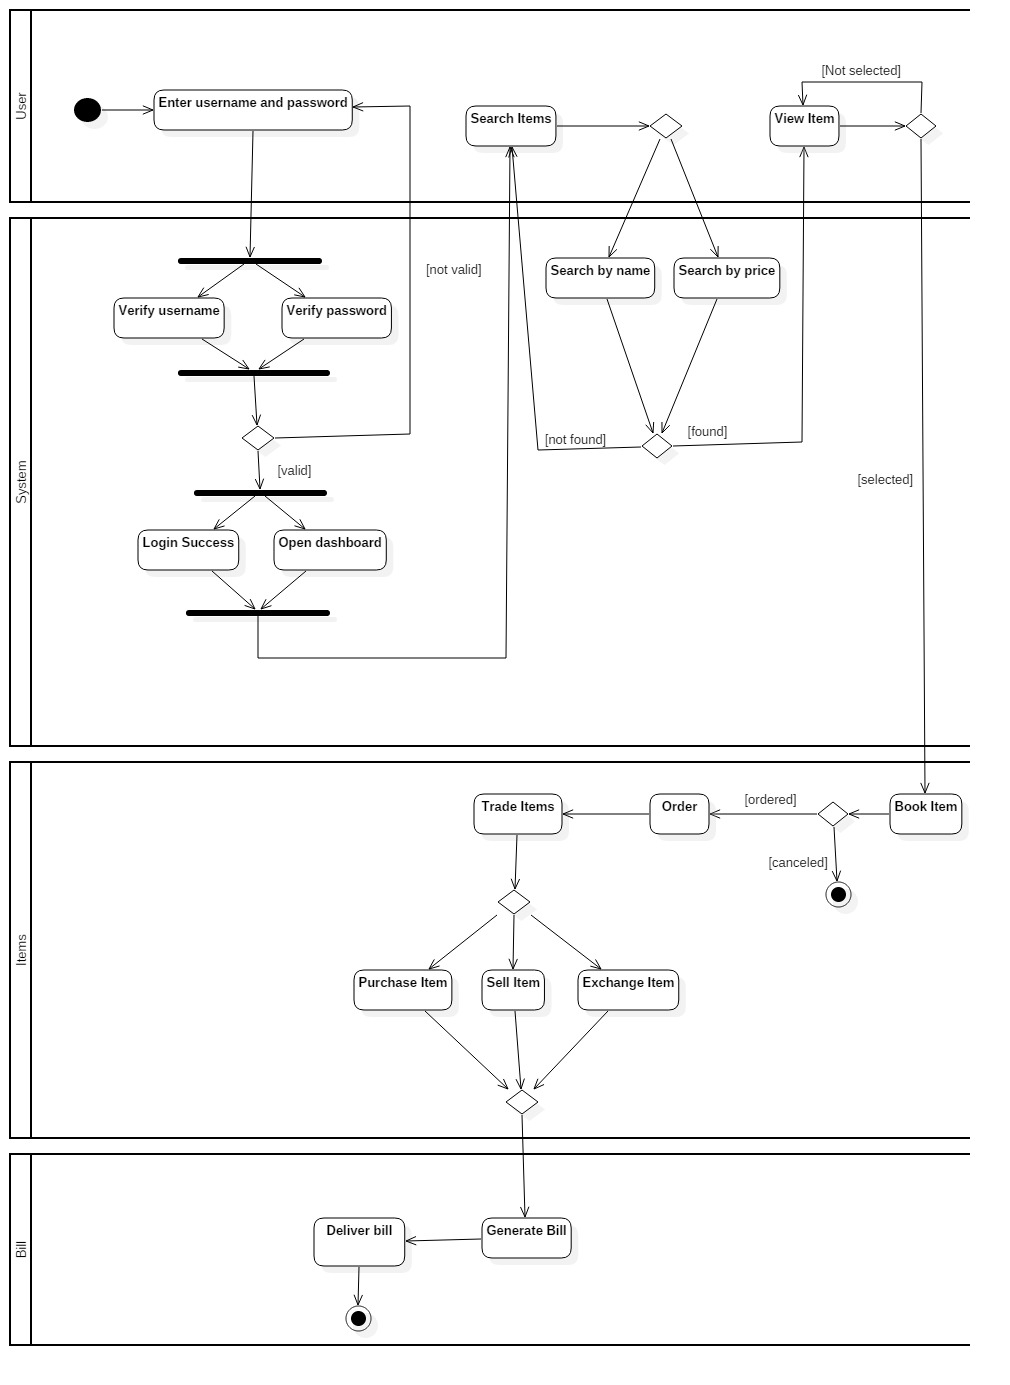 User
[Not selected]
Enter username and password
Search Items
View Item
System
[not valid]
Search by name
Search by price
Verify username
Verify password
[not found]
[found]
[valid]
[selected]
Login Success
Open dashboard
Items
Trade Items
Order
[ordered]
Book Item
[canceled]
Purchase Item
Sell Item
Exchange Item
Bill
Deliver bill
Generate Bill